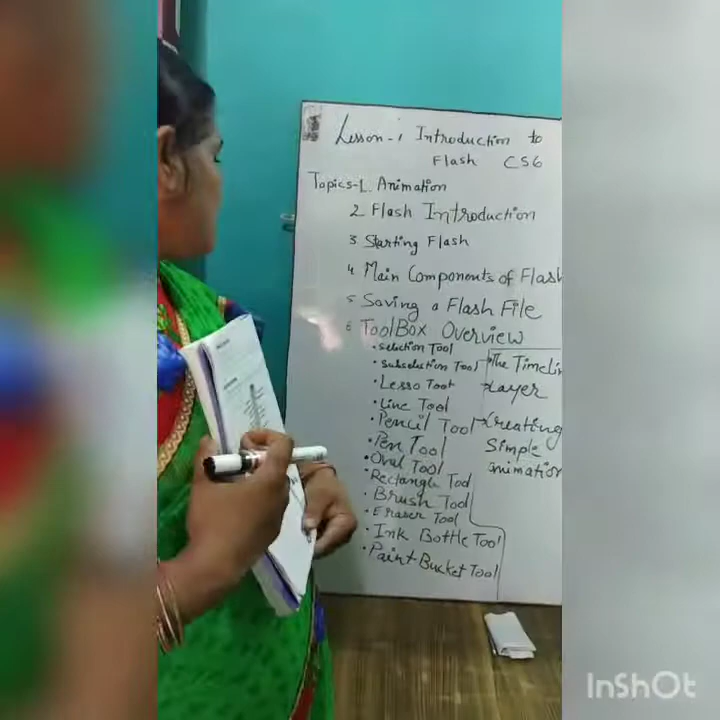 Lesson - 1 Introduction to
Flash CS6
Topics-1. Animation
2. Flash Introduction
3. Starting Flash
4 Main Components of Flash
5 Saving a Flash File
6 ToolBox Overview
• Selection Tool
• Subselection Tool
• Lesso Tool
• Line Tool
• Pencil Tool
• Pen Tool
• Oval Tool
• Rectangle Tool
• Brush Tool
• Eraser Tool
• Ink Bottle Tool
• Paint Bucket Tool
The Timelin
Layer
Creating
Simple
Animation
InShOt